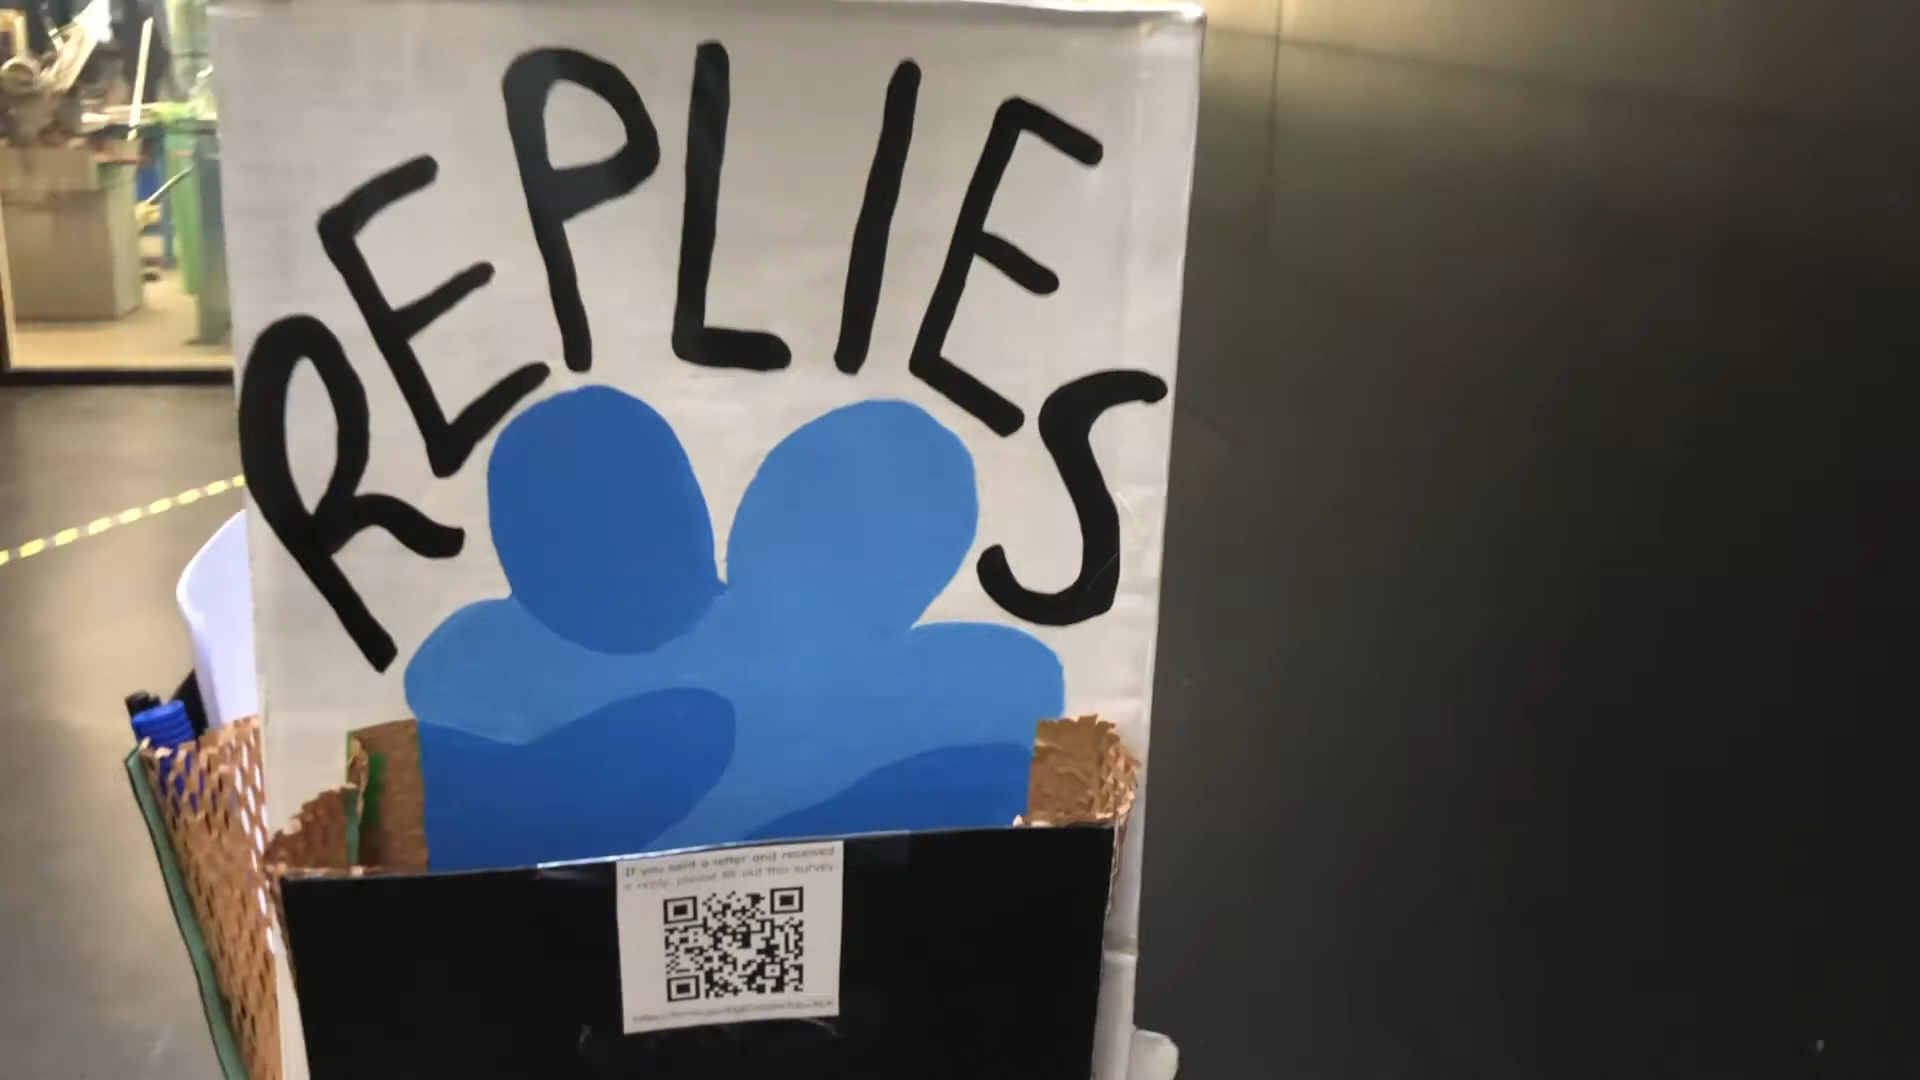 REPLIES
If you sent a letter and received
a reply, please fill out this survey